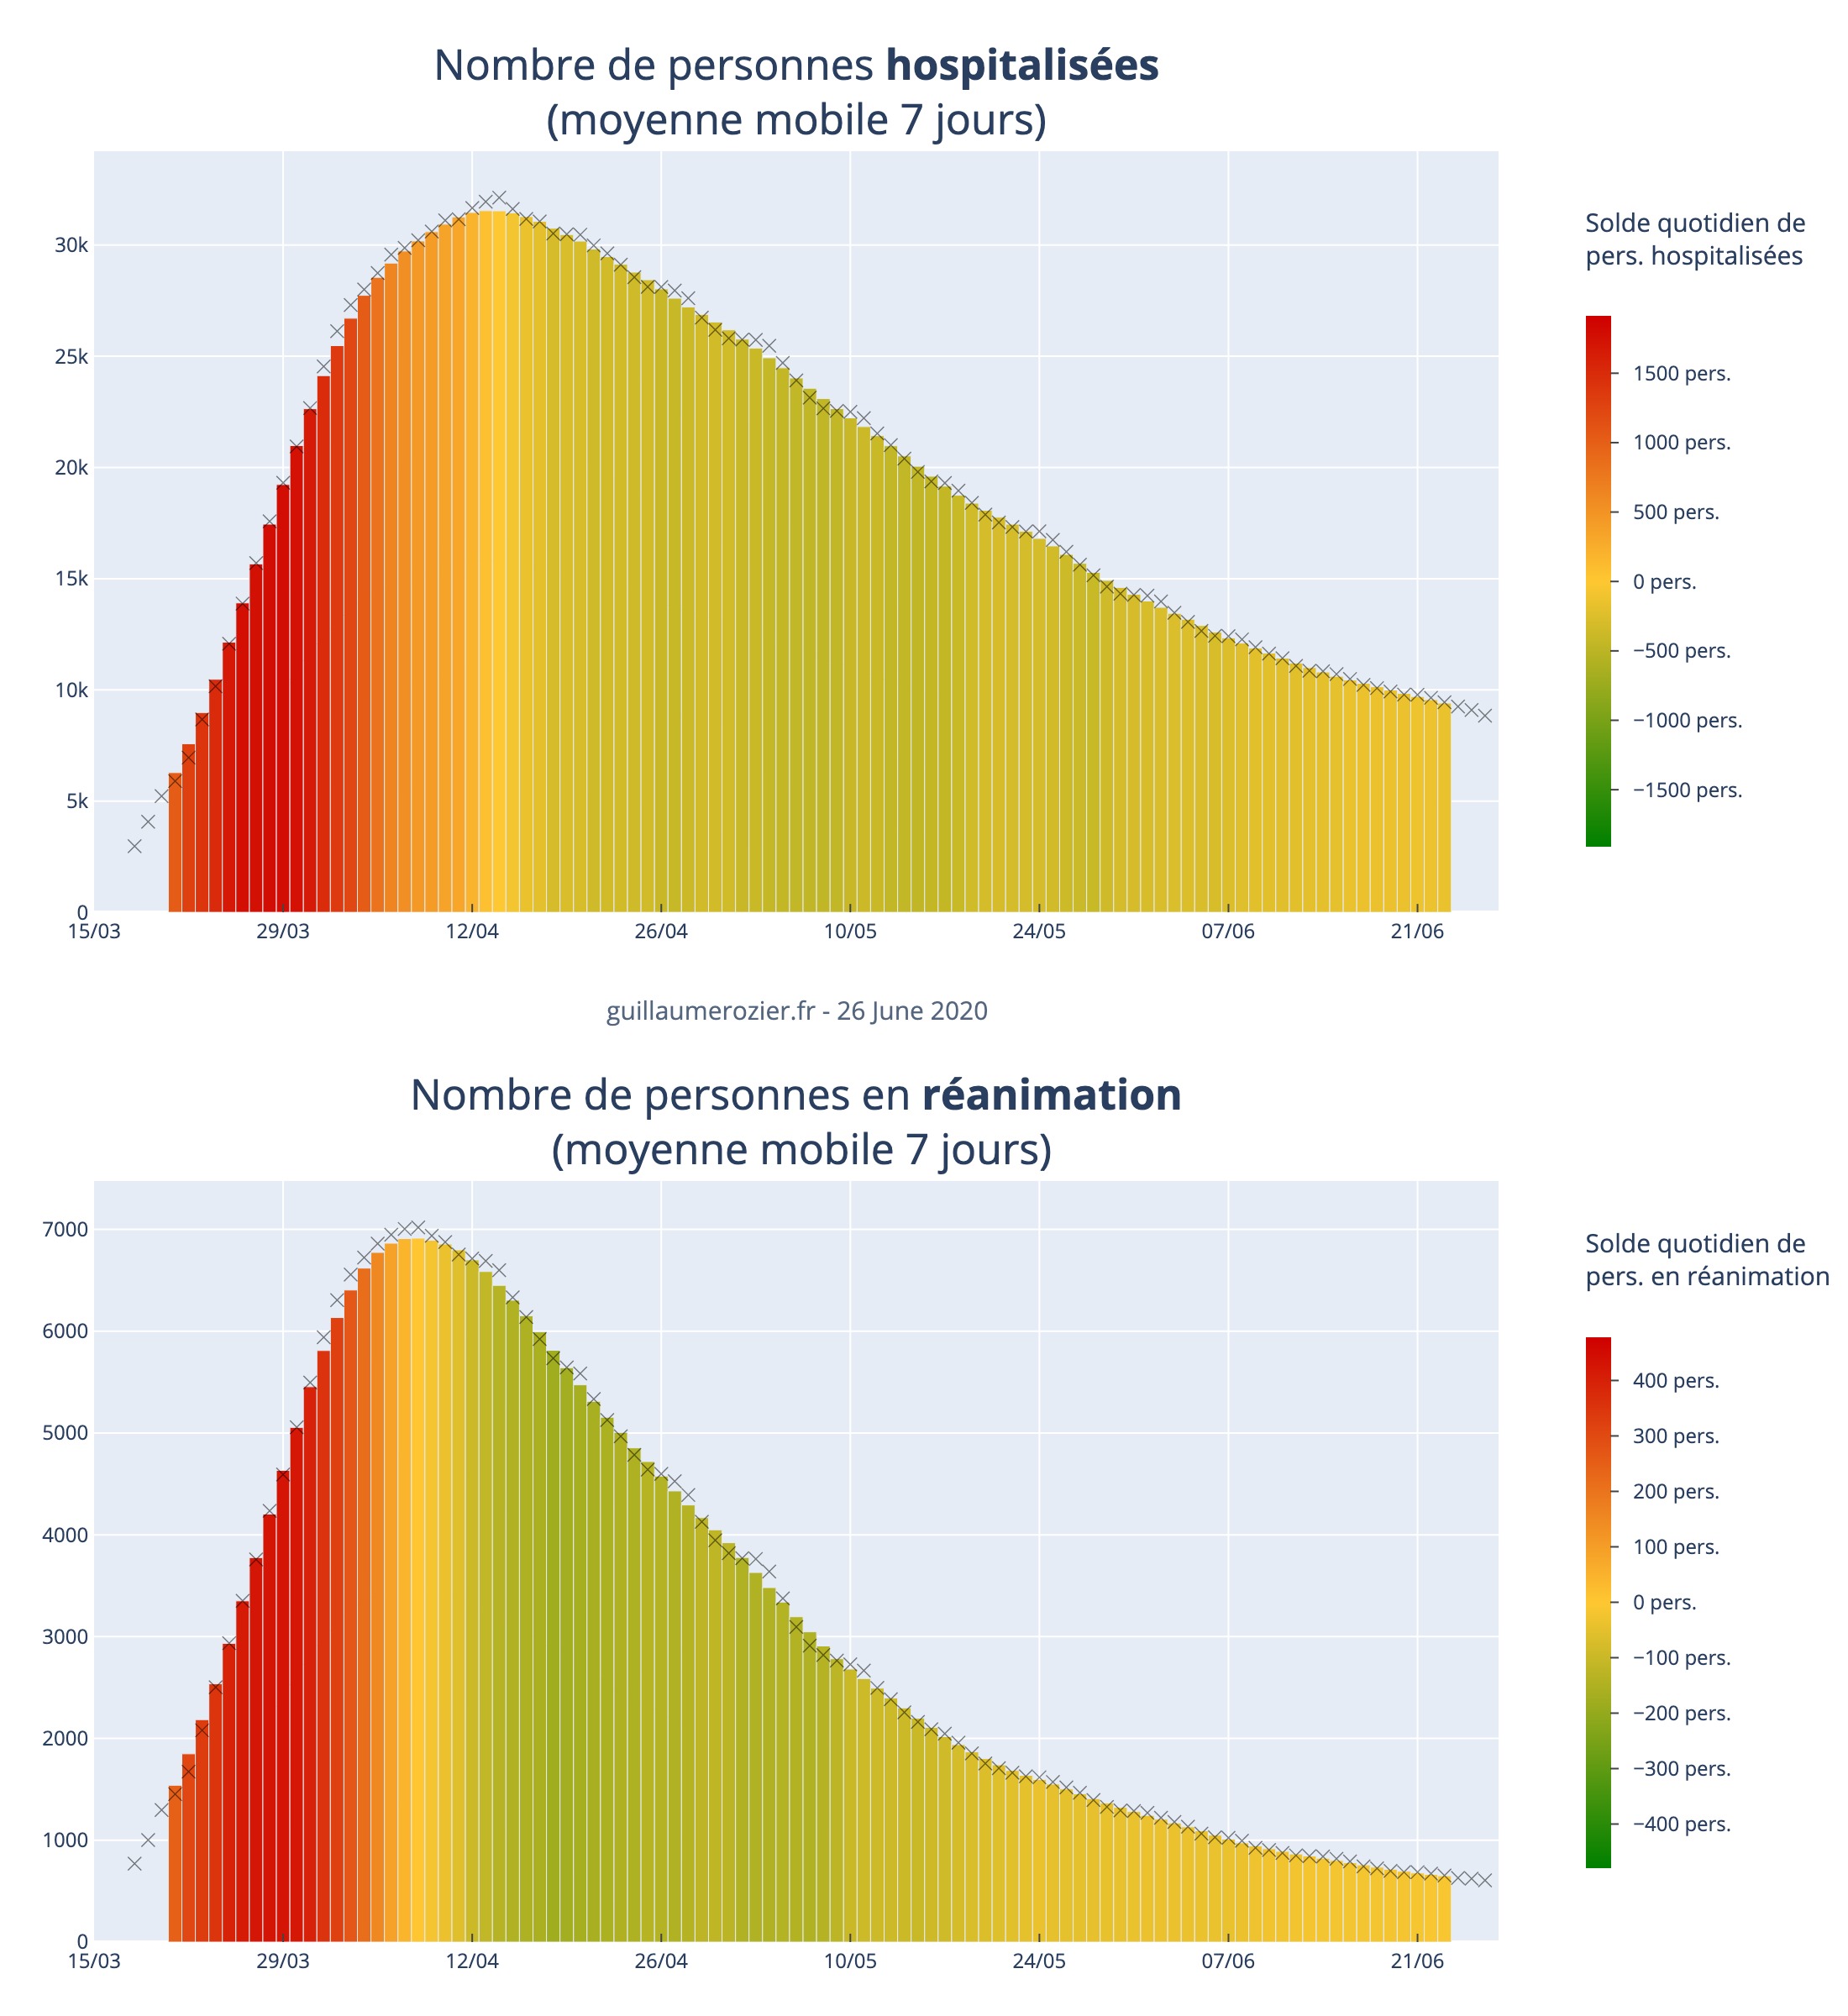 Nombre de personnes hospitalisées
(moyenne mobile 7 jours)
Solde quotidien de
pers. hospitalisées
30k
25k
20k
15k
10k
5k
0
1500 pers.
1000 pers.
500 pers.
0 pers.
−500 pers.
−1000 pers.
−1500 pers.
15/03 29/03 12/04 26/04 10/05 24/05 07/06 21/06
guillaumerozier.fr - 26 June 2020
Nombre de personnes en réanimation
(moyenne mobile 7 jours)
Solde quotidien de
pers. en réanimation
7000
6000
5000
4000
3000
2000
1000
0
400 pers.
300 pers.
200 pers.
100 pers.
0 pers.
−100 pers.
−200 pers.
−300 pers.
−400 pers.
15/03 29/03 12/04 26/04 10/05 24/05 07/06 21/06